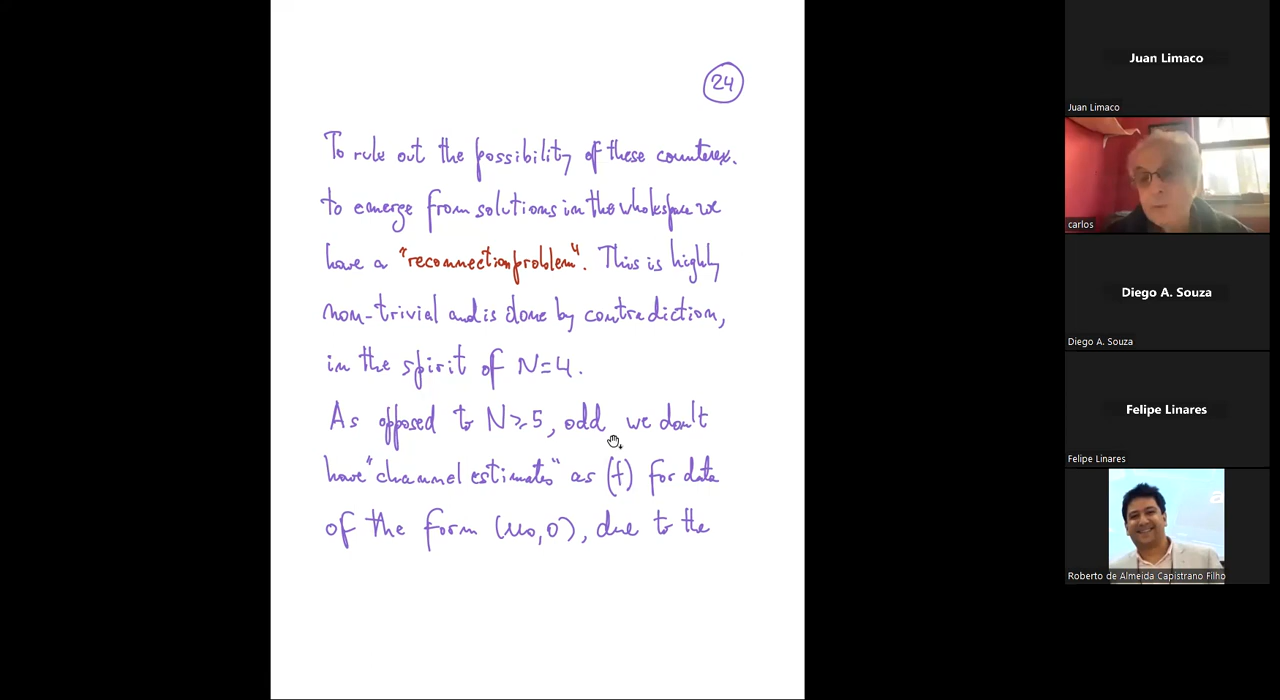 24
To rule out the possibility of these counterex.
to emerge from solutions in the whole space we
have a "reconnection problem". This is highly
non-trivial and is done by contradiction,
in the spirit of N=4.
As opposed to N≥5, odd we don't
have "channel estimates" as (†) for data
of the form (u₀,0), due to the
Juan Limaco
Juan Limaco
carlos
Diego A. Souza
Diego A. Souza
Felipe Linares
Felipe Linares
Roberto de Almeida Capistrano Filho